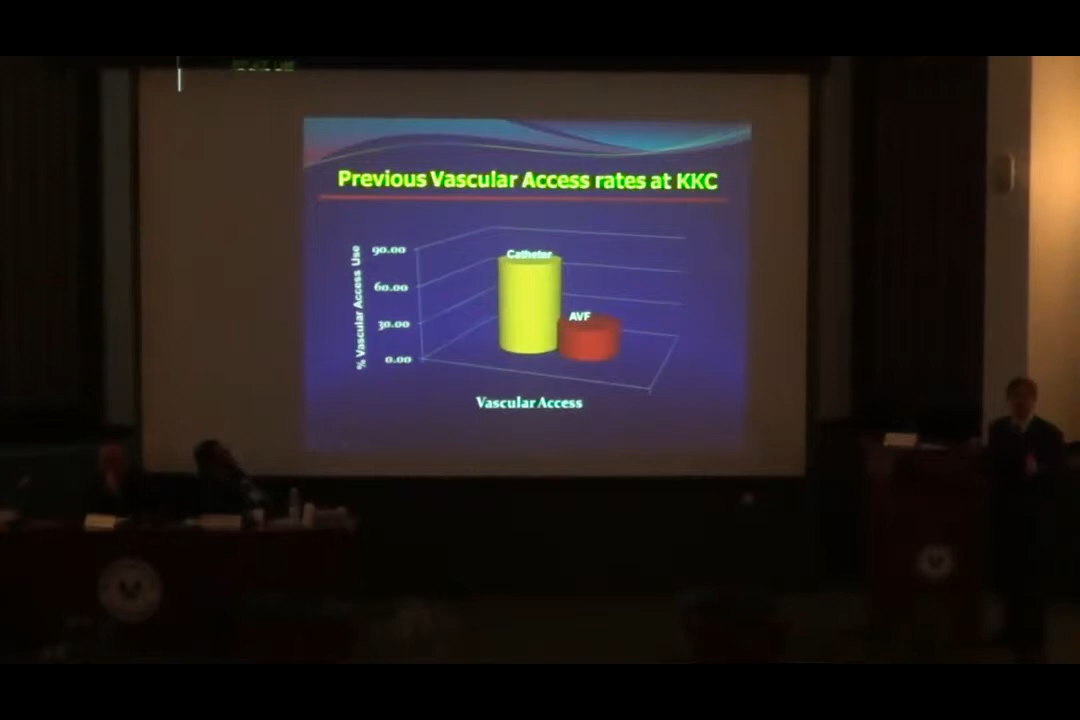 Previous Vascular Access rates at KKC
% Vascular Access Use
90.00
60.00
30.00
0.00
Catheter
AVF
Vascular Access